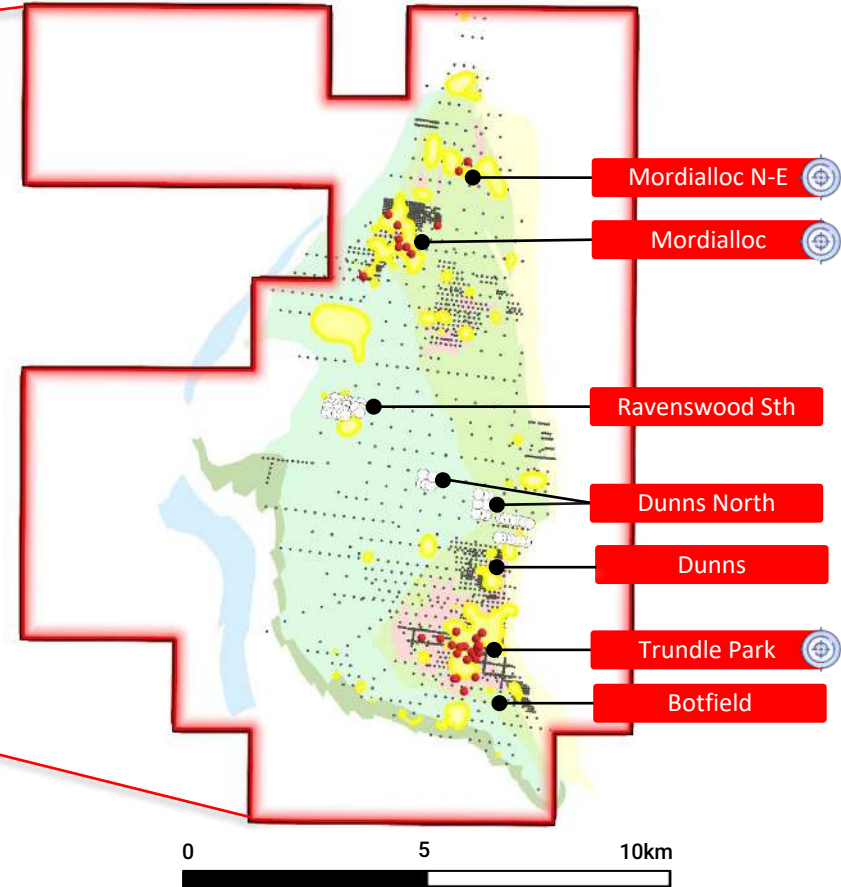 Mordialloc N-E
Mordialloc
Ravenswood Sth
Dunns North
Dunns
Trundle Park
Botfield
0 5 10km